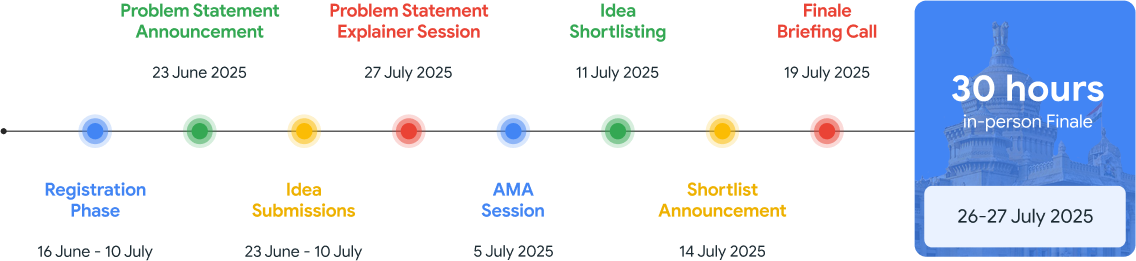 Problem Statement
Announcement
23 June 2025
Problem Statement
Explainer Session
27 July 2025
Idea
Shortlisting
11 July 2025
Finale
Briefing Call
19 July 2025
Registration
Phase
16 June - 10 July
Idea
Submissions
23 June - 10 July
AMA
Session
5 July 2025
Shortlist
Announcement
14 July 2025
30 hours
in-person Finale
26-27 July 2025